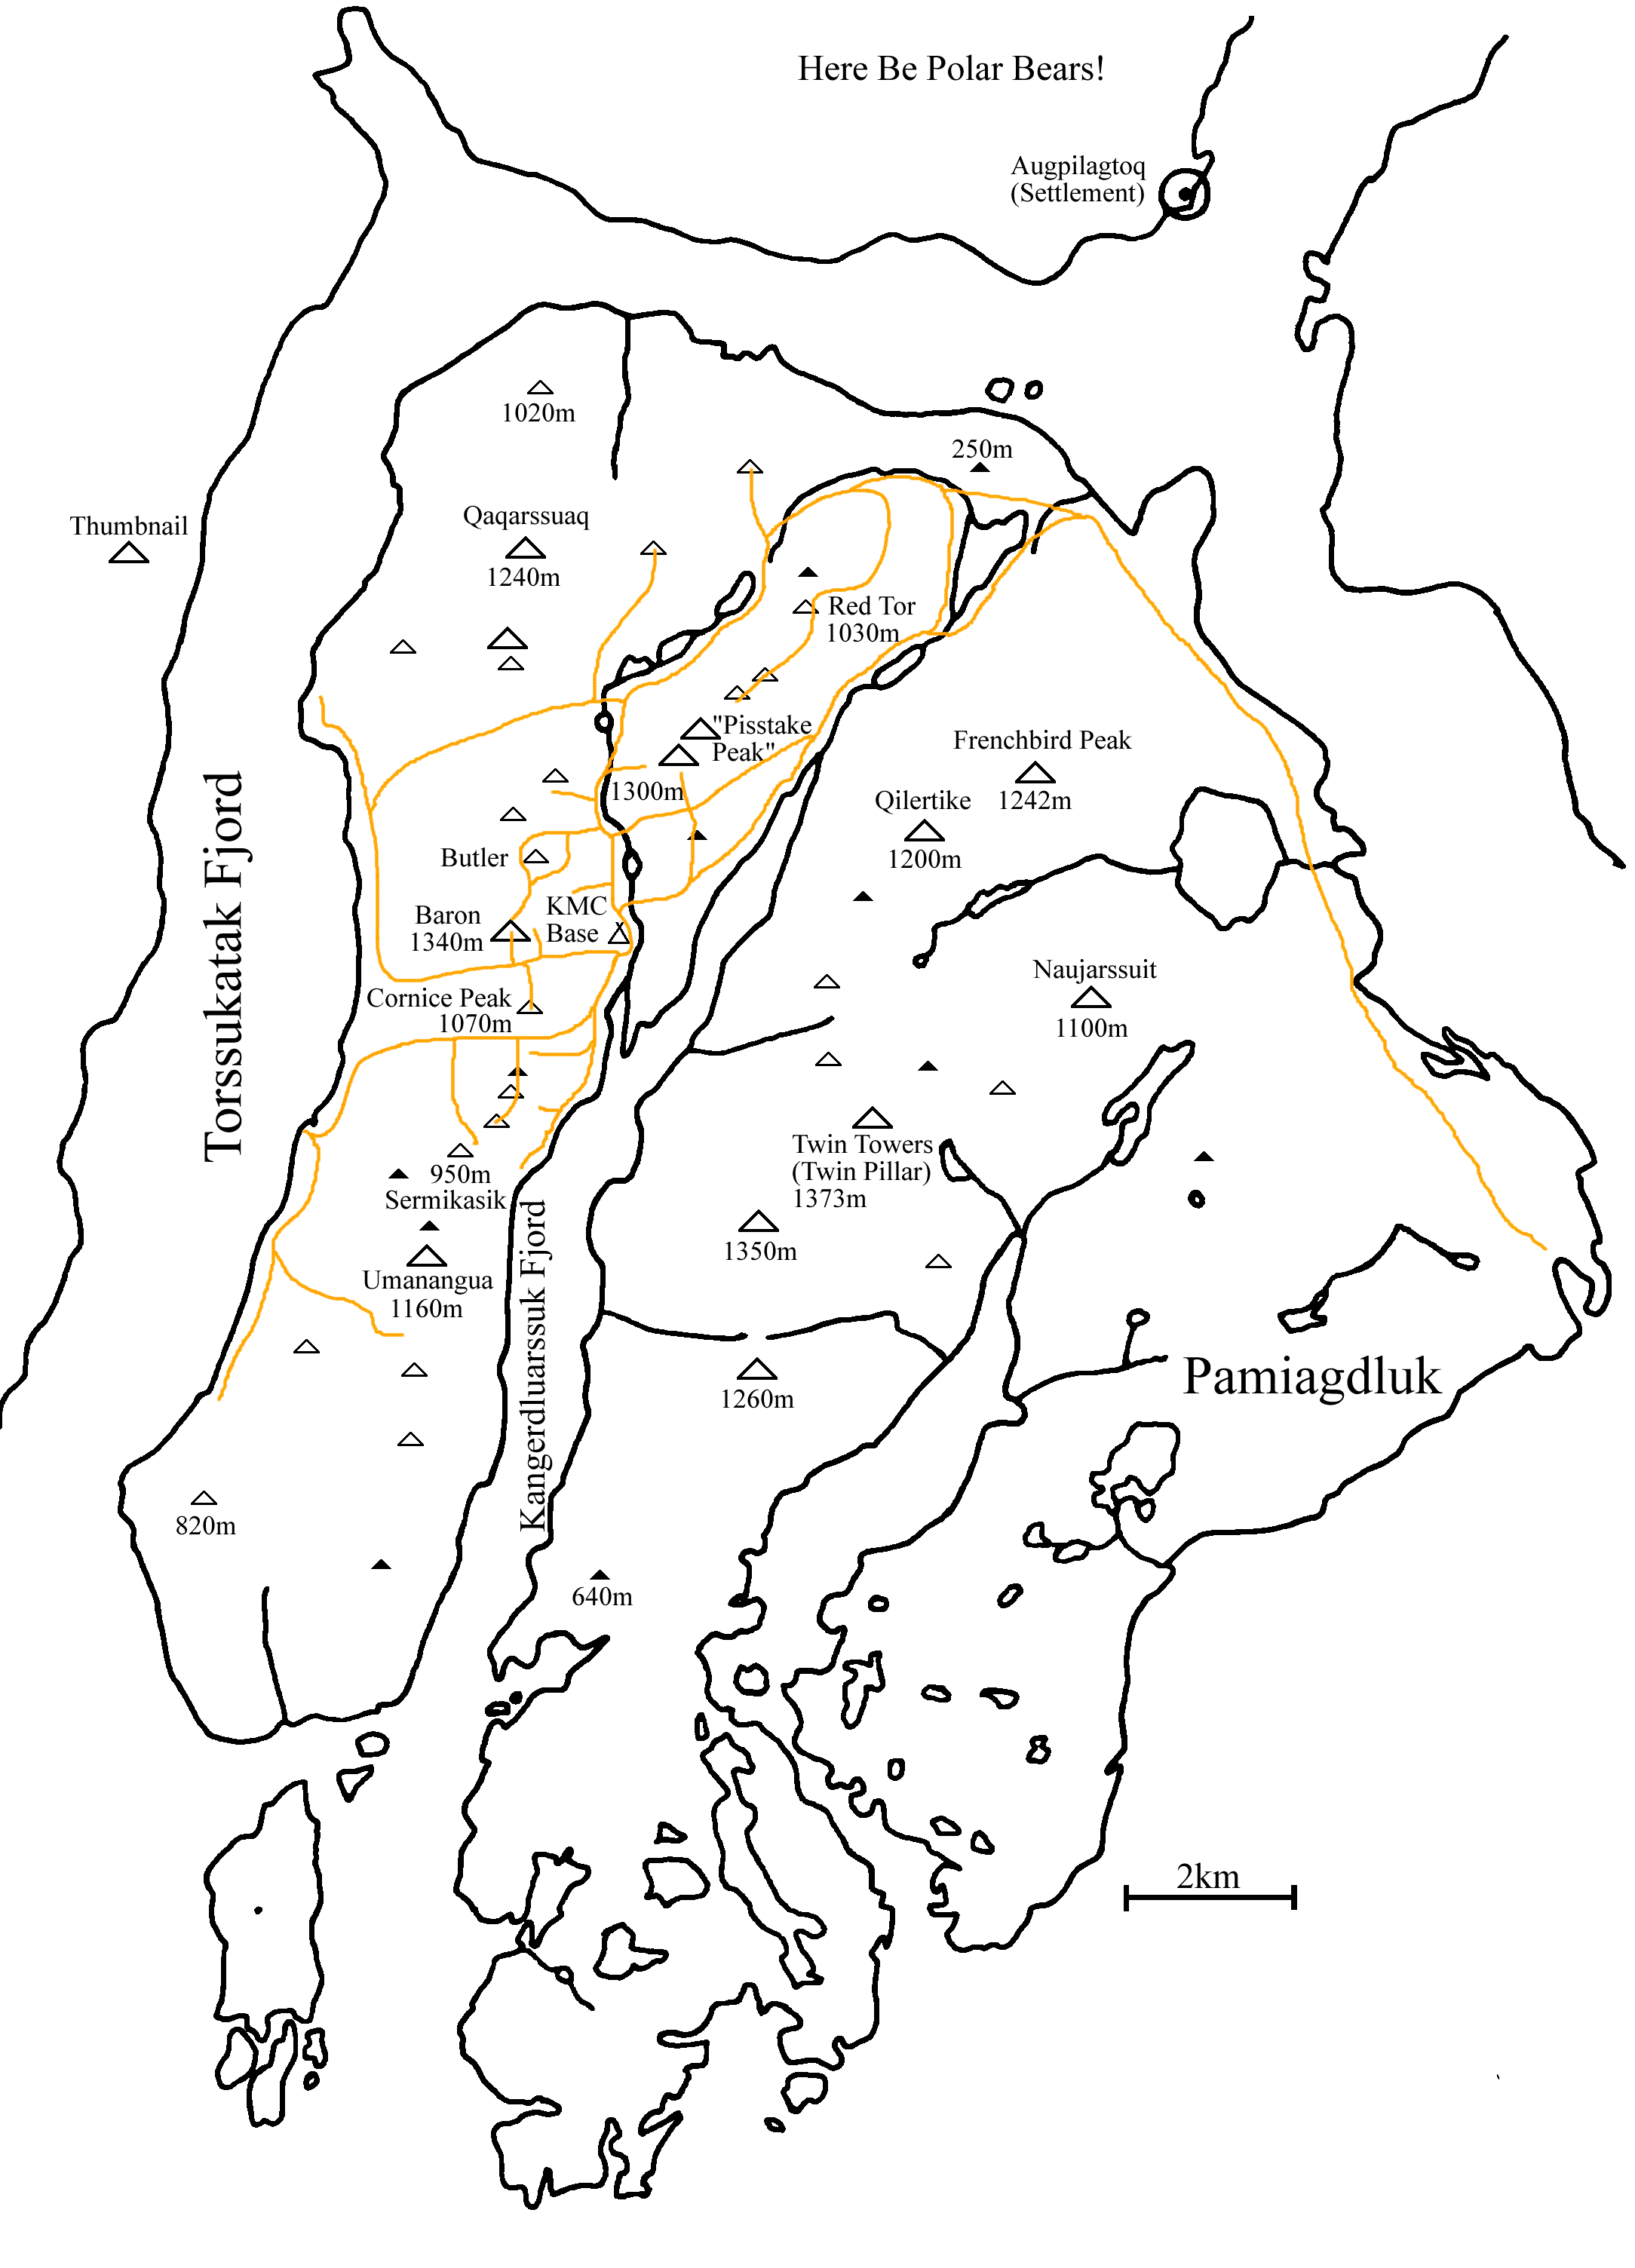 Here Be Polar Bears!
Augpilagtoq
(Settlement)
1020m
250m
Thumbnail
Qaqarssuaq
1240m
Red Tor
1030m
"Pisstake
Peak"
1300m
Frenchbird Peak
1242m
Qilertike
1200m
Butler
Baron
1340m
KMC
Base
Cornice Peak
1070m
Naujarssuit
1100m
Torssukatak Fjord
Twin Towers
(Twin Pillar)
1373m
950m
Sermikasik
1350m
Umanangua
1160m
Kangerdluarssuk Fjord
1260m
Pamiagdluk
820m
640m
2km